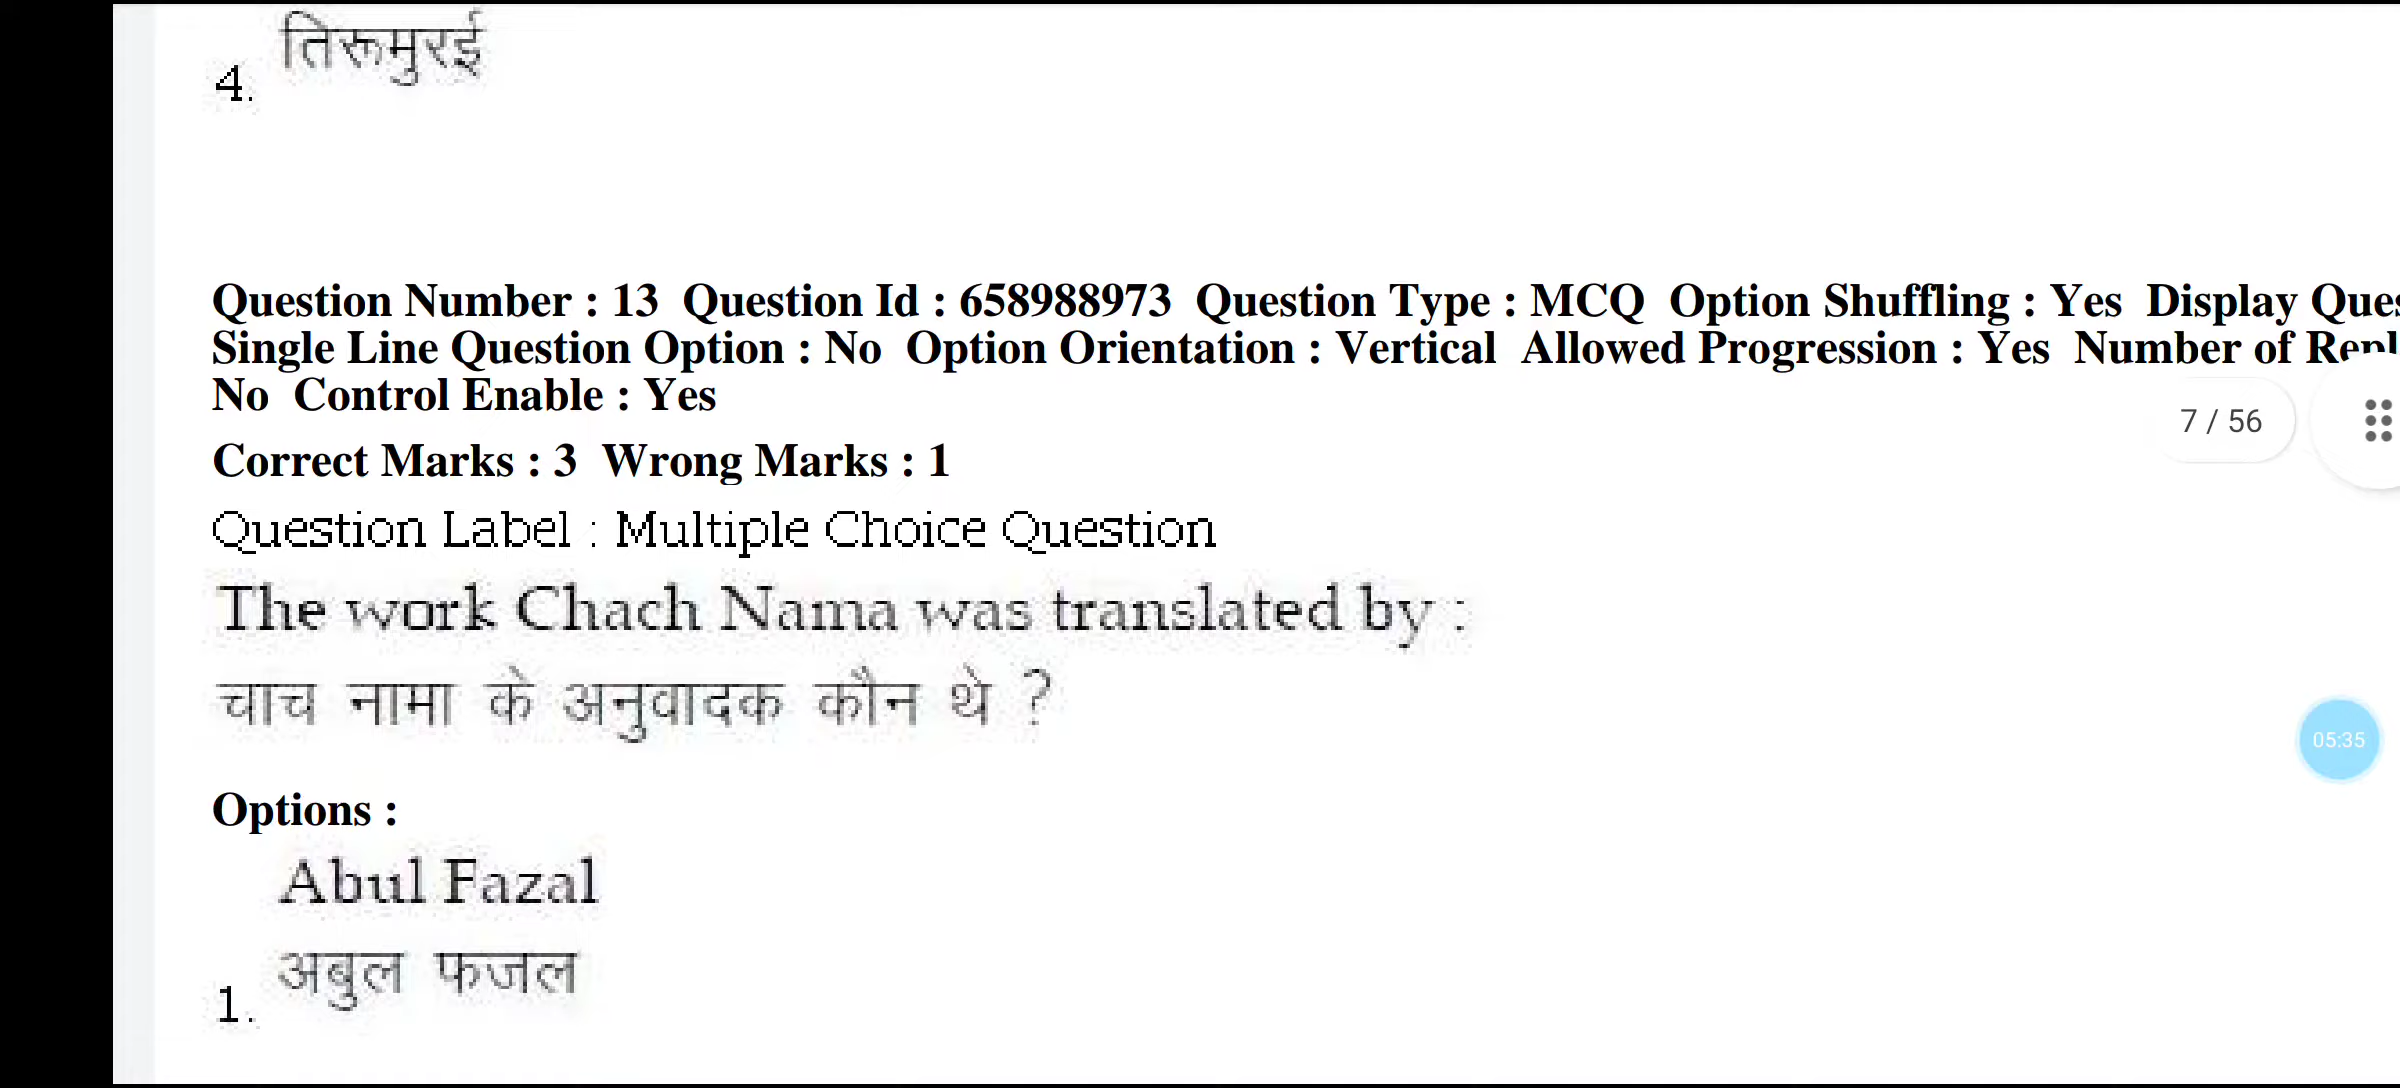 तिरूमुरई
4.
Question Number : 13 Question Id : 658988973 Question Type : MCQ Option Shuffling : Yes Display
Single Line Question Option : No Option Orientation : Vertical Allowed Progression : Yes Number of
No Control Enable : Yes
7 / 56
Correct Marks : 3 Wrong Marks : 1
Question Label : Multiple Choice Question
The work Chach Nama was translated by :
चाच नामा के अनुवादक कौन थे ?
05:35
Options :
Abul Fazal
अबुल फजल
1.